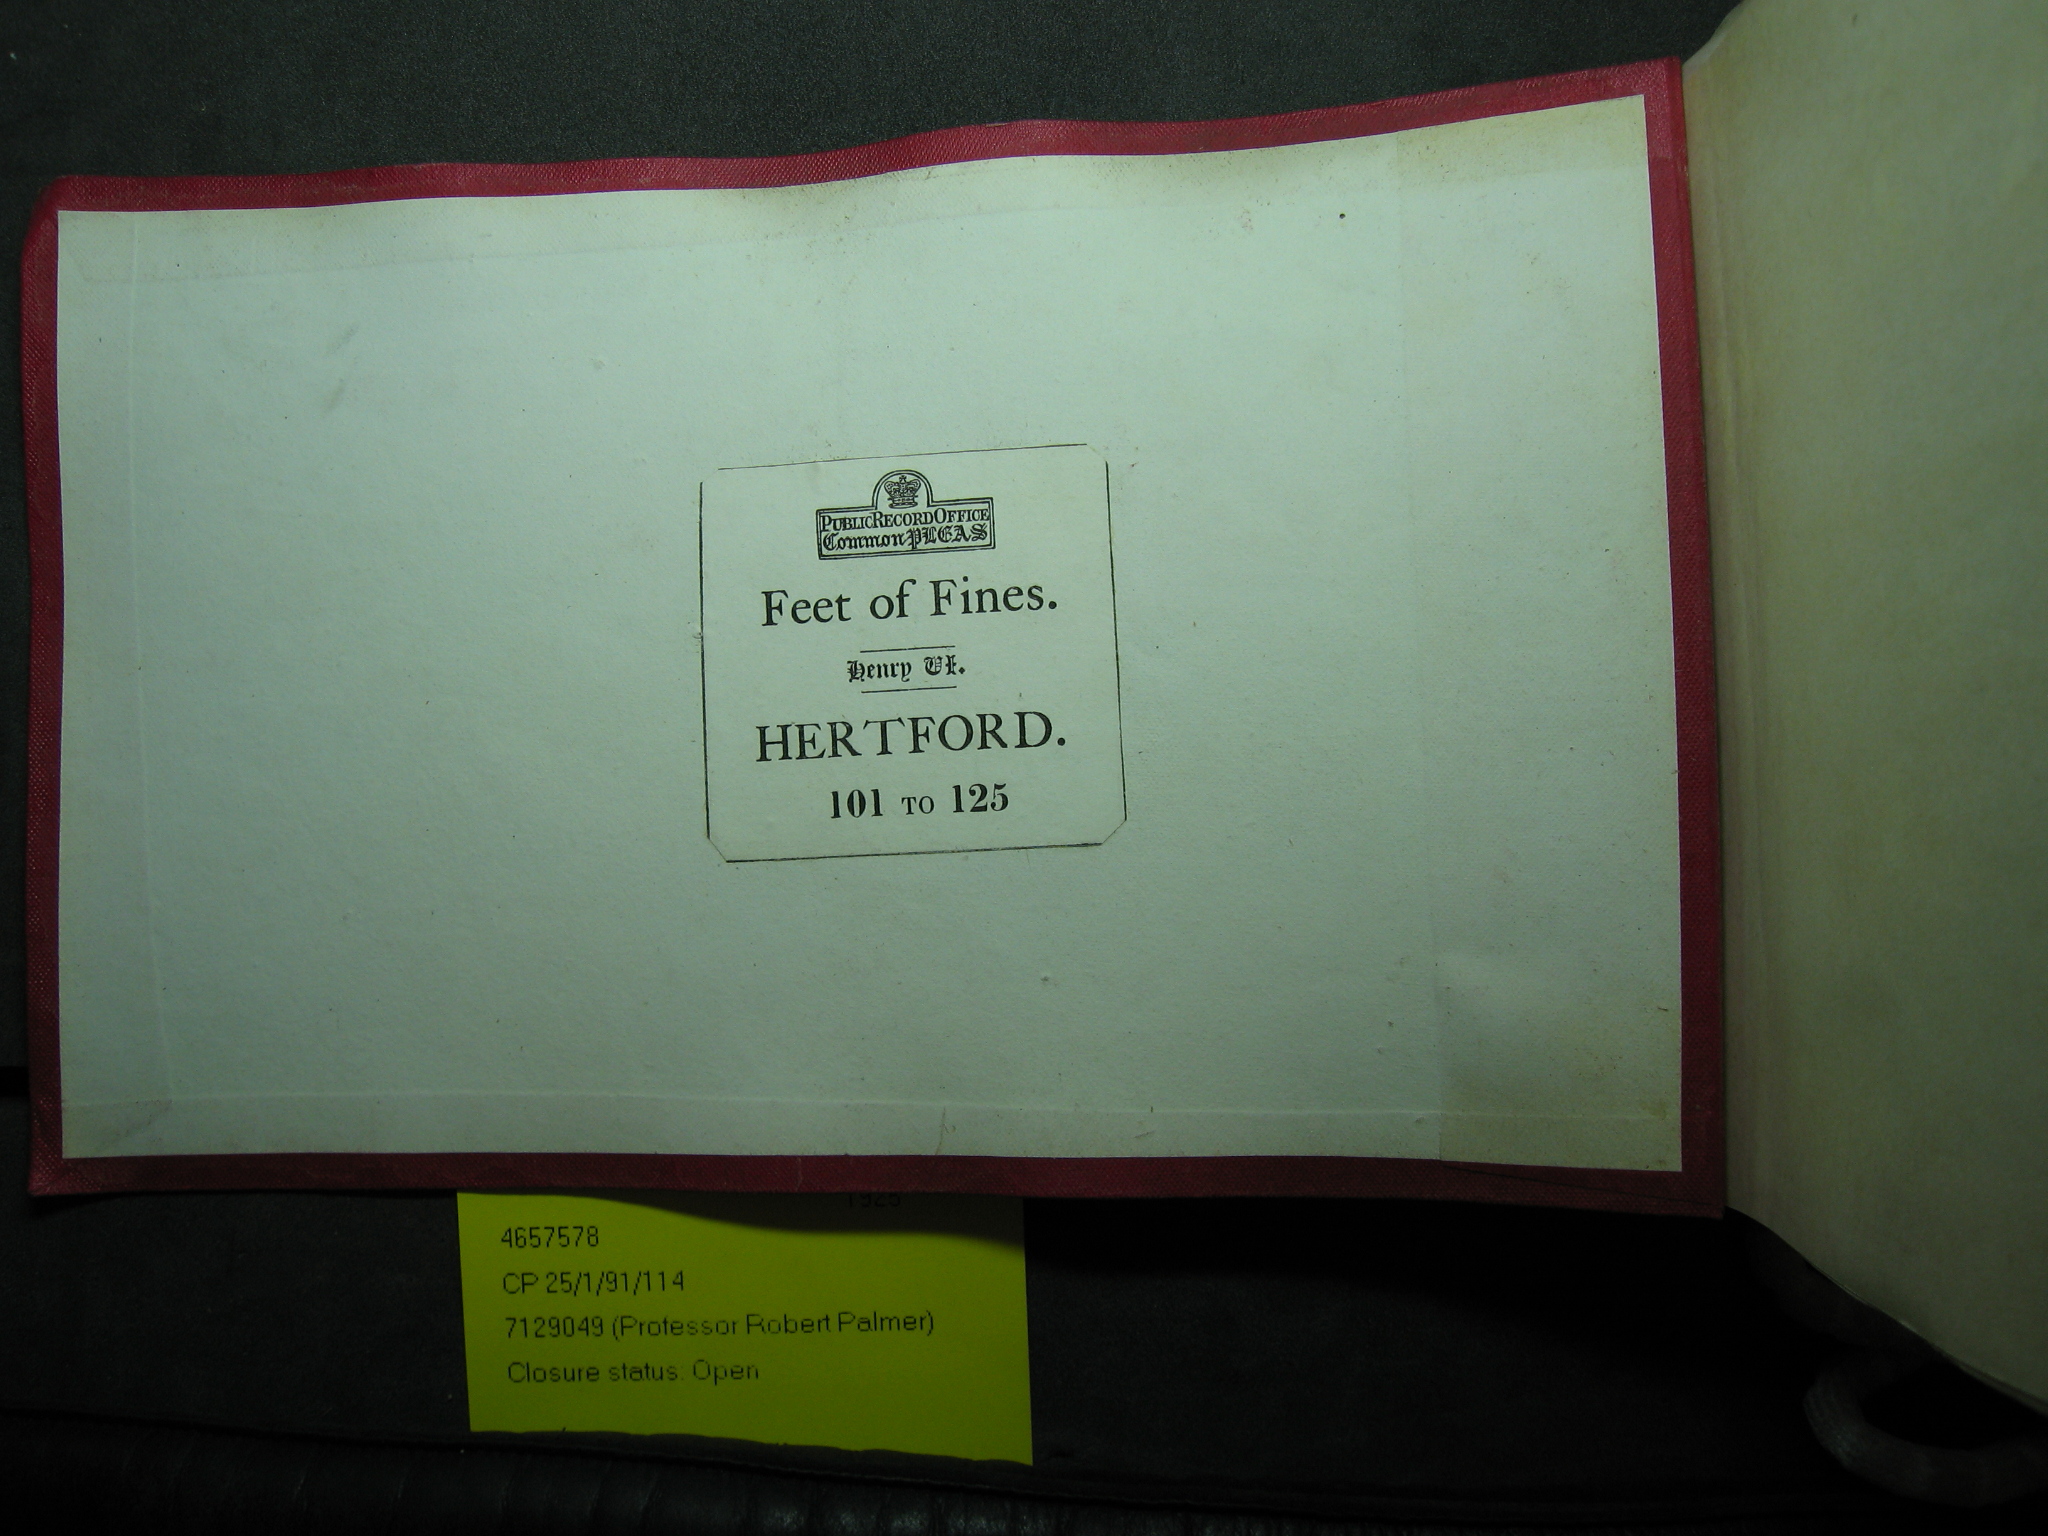 PUBLIC RECORD OFFICE
Common PLEAS
Feet of Fines.
Henry VI.
HERTFORD.
101 TO 125
1925
4657578
CP 25/1/91/114
7129049 (Professor Robert Palmer)
Closure status: Open